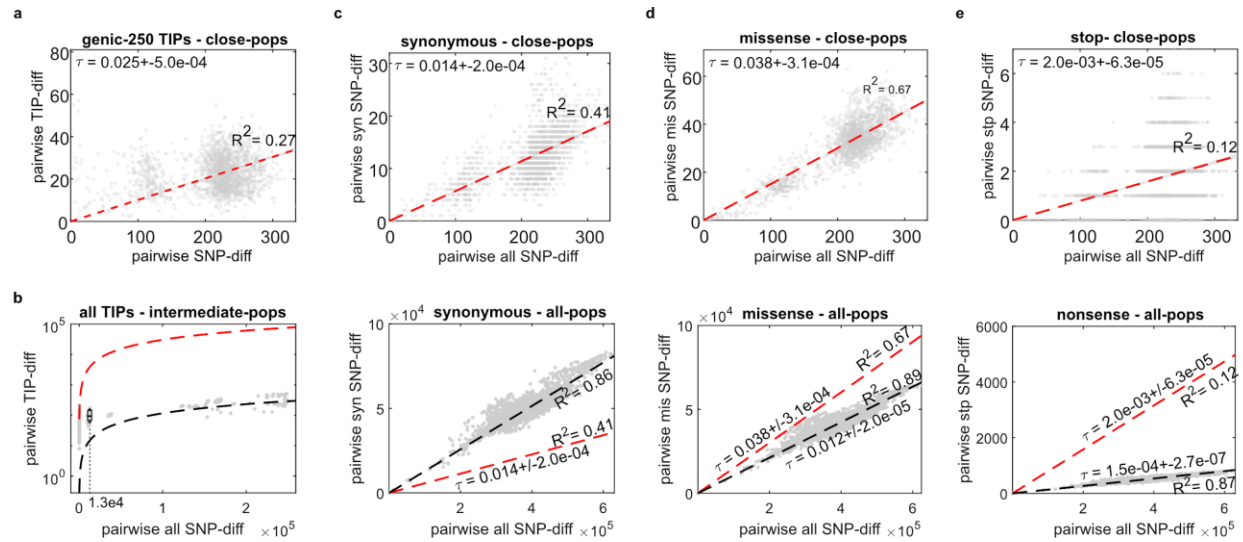 a
genic-250 TIPs - close-pops
τ = 0.025+-5.0e-04
R² = 0.27
pairwise TIP-diff
80
60
40
20
0
0 100 200 300
pairwise SNP-diff
c
synonymous - close-pops
τ = 0.014+-2.0e-04
R² = 0.41
pairwise syn SNP-diff
30
20
10
0
0 100 200 300
pairwise all SNP-diff
d
missense - close-pops
τ = 0.038+-3.1e-04
R² = 0.67
pairwise mis SNP-diff
60
40
20
0
0 100 200 300
pairwise all SNP-diff
e
stop- close-pops
τ = 2.0e-03+-6.3e-05
R² = 0.12
pairwise stp SNP-diff
6
4
2
0
0 100 200 300
pairwise all SNP-diff
b
all TIPs - intermediate-pops
pairwise TIP-diff
10⁵
10⁰
0 1 2
1.3e4
pairwise all SNP-diff × 10⁵
synonymous - all-pops
× 10⁴
pairwise syn SNP-diff
10
5
0
R² = 0.86
R² = 0.41
τ = 0.014+/-2.0e-04
0 2 4 6
pairwise all SNP-diff × 10⁵
missense - all-pops
× 10⁴
pairwise mis SNP-diff
10
5
0
R² = 0.67
τ = 0.038+/-3.1e-04
R² = 0.89
τ = 0.012+/-2.0e-05
0 2 4 6
pairwise all SNP-diff × 10⁵
nonsense - all-pops
pairwise stp SNP-diff
6000
4000
2000
0
τ = 2.0e-03+/-6.3e-05
R² = 0.12
τ = 1.5e-04+-2.7e-07
R² = 0.87
0 2 4 6
pairwise all SNP-diff × 10⁵